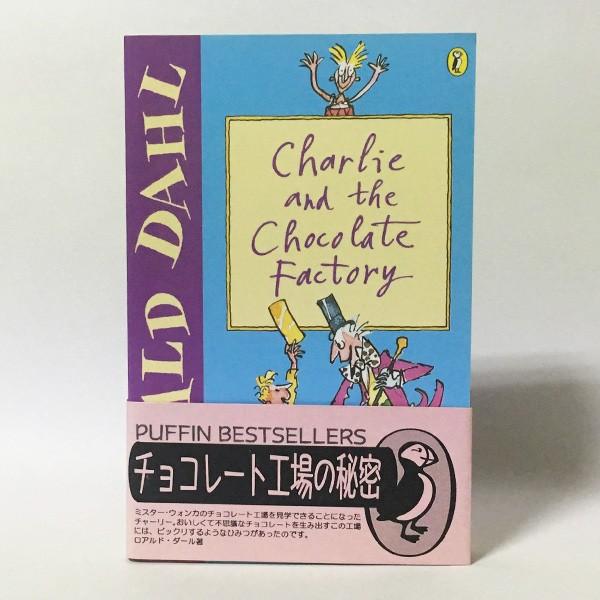 ALD DAHL
Charlie
and the
Chocolate
Factory
PUFFIN BESTSELLERS
チョコレート工場の秘密
ミスター・ウォンカのチョコレート工場を見学できることになった
チャーリー。おいしくて不思議なチョコレートを生み出すこの工場
には、ビックリするようなひみつがあったのです。
ロアルド・ダール著